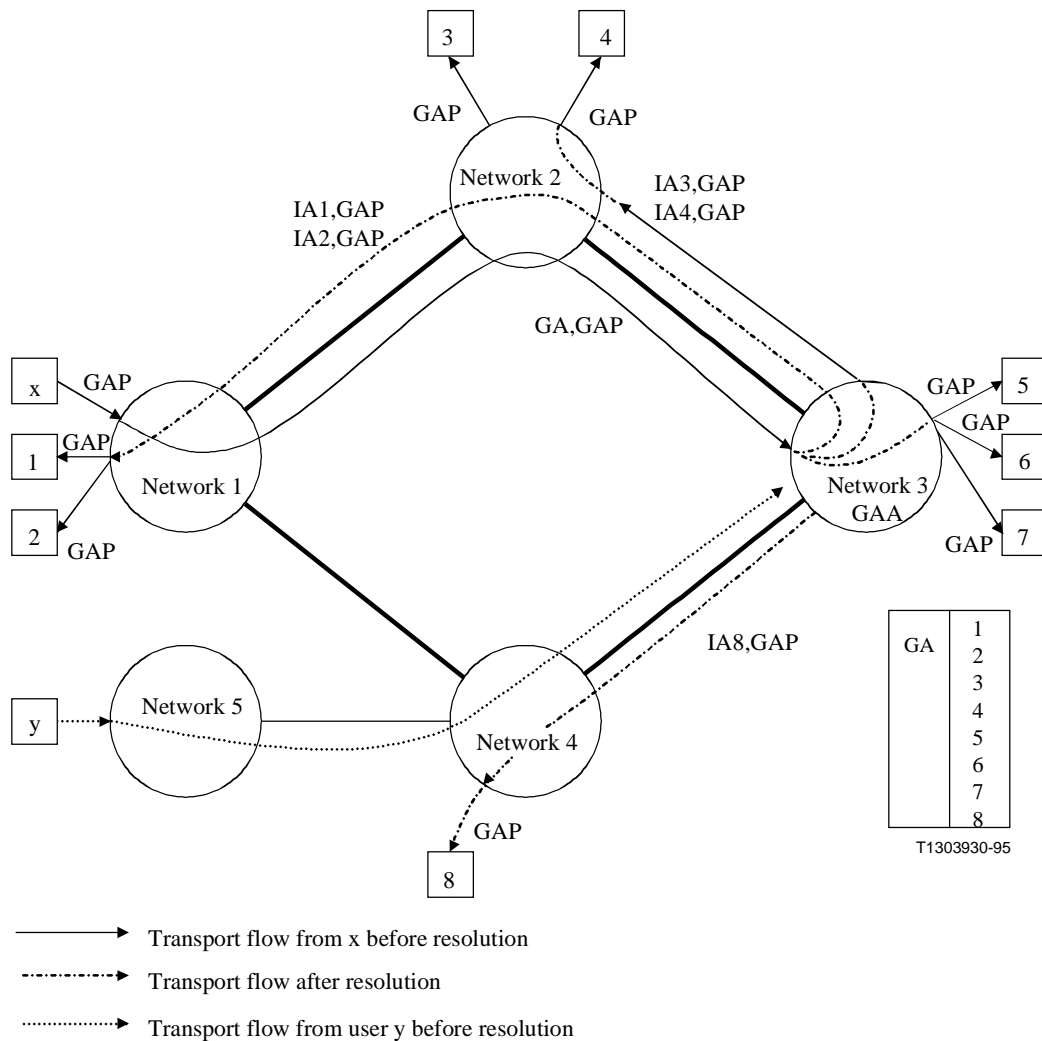 3
4
GAP
GAP
Network 2
IA1,GAP
IA2,GAP
IA3,GAP
IA4,GAP
GA,GAP
x
GAP
1
GAP
2
GAP
Network 1
GAP
5
GAP
6
Network 3
GAA
GAP
7
IA8,GAP
GA
1
2
3
4
5
6
7
8
T1303930-95
Network 5
y
Network 4
GAP
8
Transport flow from x before resolution
Transport flow after resolution
Transport flow from user y before resolution